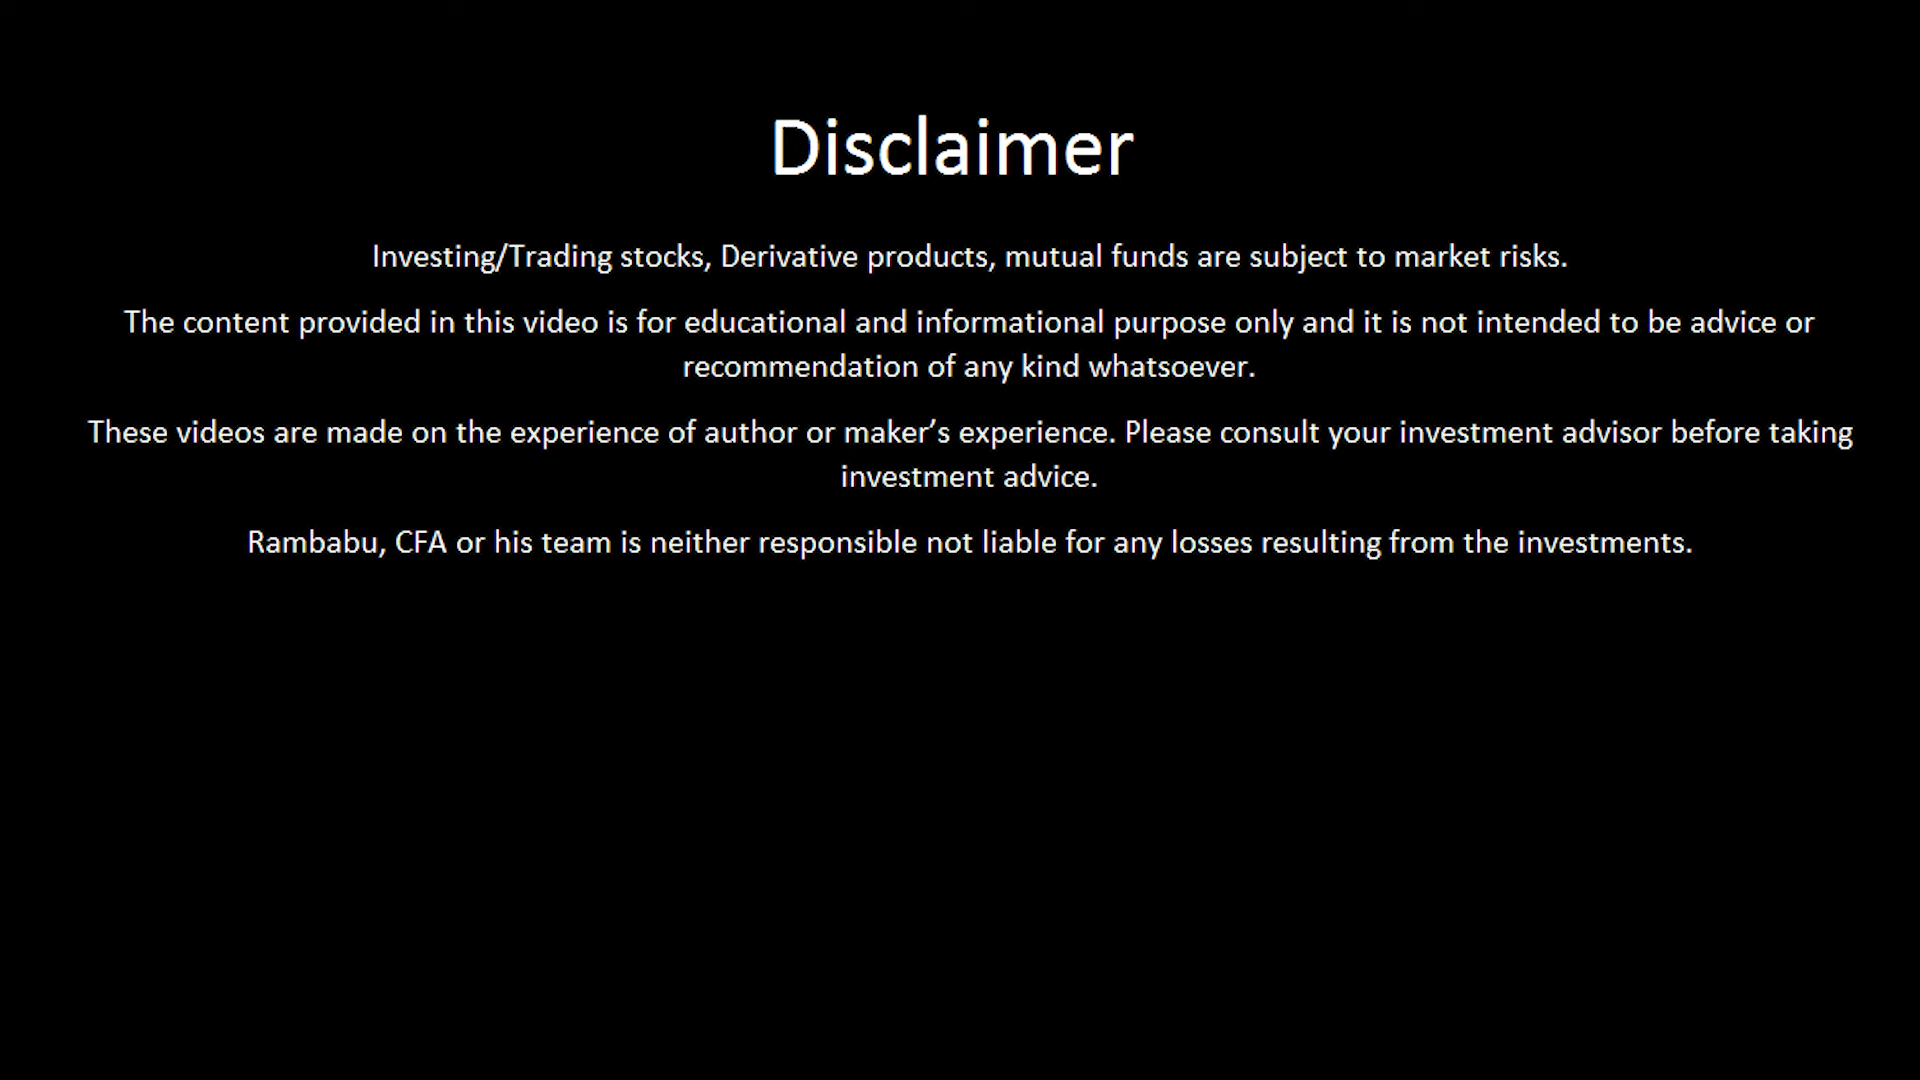 Disclaimer
Investing/Trading stocks, Derivative products, mutual funds are subject to market risks.
The content provided in this video is for educational and informational purpose only and it is not intended to be advice or
recommendation of any kind whatsoever.
These videos are made on the experience of author or maker’s experience. Please consult your investment advisor before taking
investment advice.
Rambabu, CFA or his team is neither responsible not liable for any losses resulting from the investments.